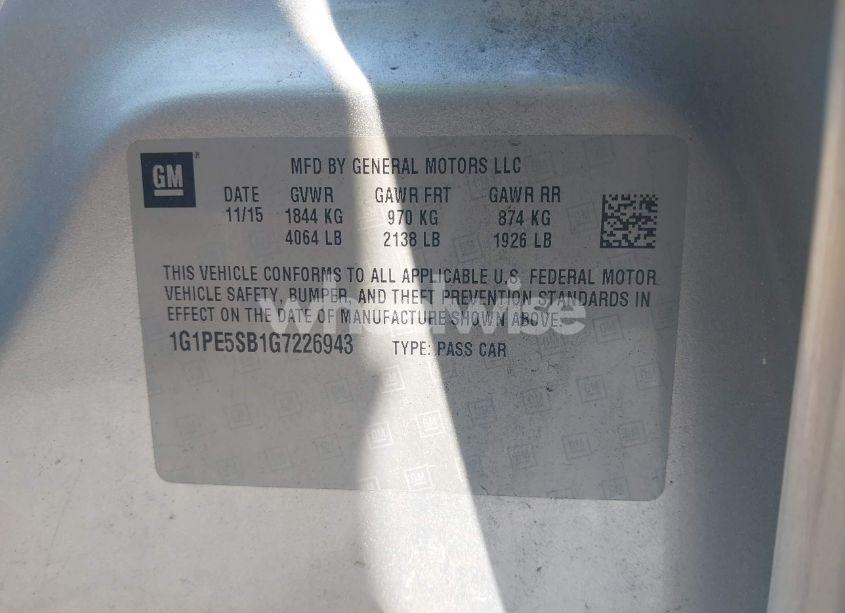 GM
MFD BY GENERAL MOTORS LLC
DATE GVWR GAWR FRT GAWR RR
11/15 1844 KG 970 KG 874 KG
4064 LB 2138 LB 1926 LB
THIS VEHICLE CONFORMS TO ALL APPLICABLE U.S. FEDERAL MOTOR
VEHICLE SAFETY, BUMPER, AND THEFT PREVENTION STANDARDS IN
EFFECT ON THE DATE OF MANUFACTURE SHOWN ABOVE.
wheelwise
1G1PE5SB1G7226943 TYPE: PASS CAR